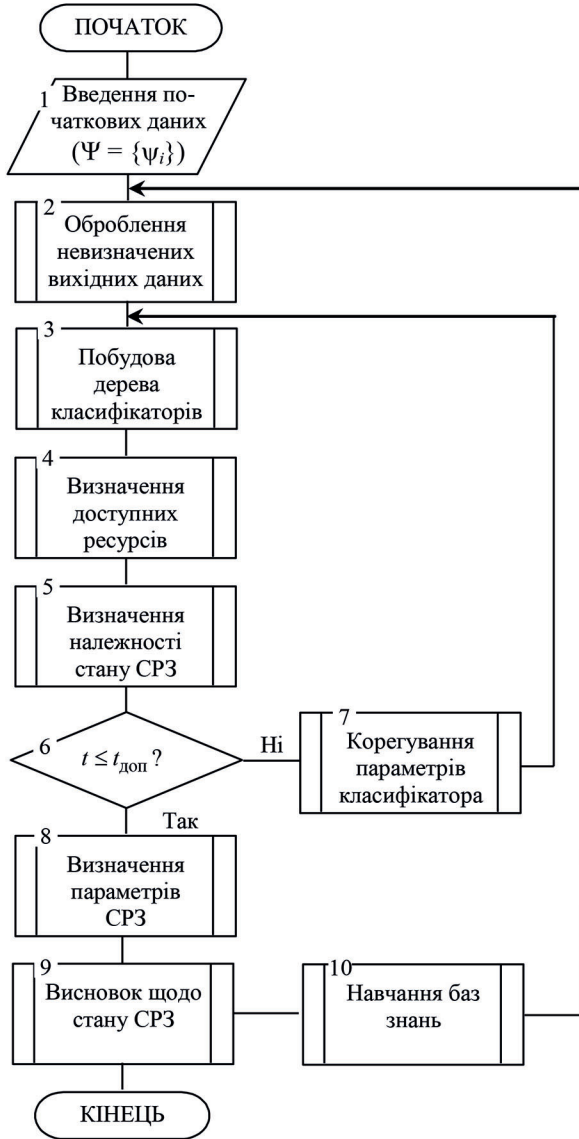 ПОЧАТОК
1
Введення по-
чаткових даних
(Ψ = {ψi})
2
Оброблення
невизначених
вихідних даних
3
Побудова
дерева
класифікаторів
4
Визначення
доступних
ресурсів
5
Визначення
належності
стану СРЗ
6
t ≤ tдоп ?
Ні
7
Корегування
параметрів
класифікатора
Так
8
Визначення
параметрів
СРЗ
9
Висновок щодо
стану СРЗ
10
Навчання баз
знань
КІНЕЦЬ